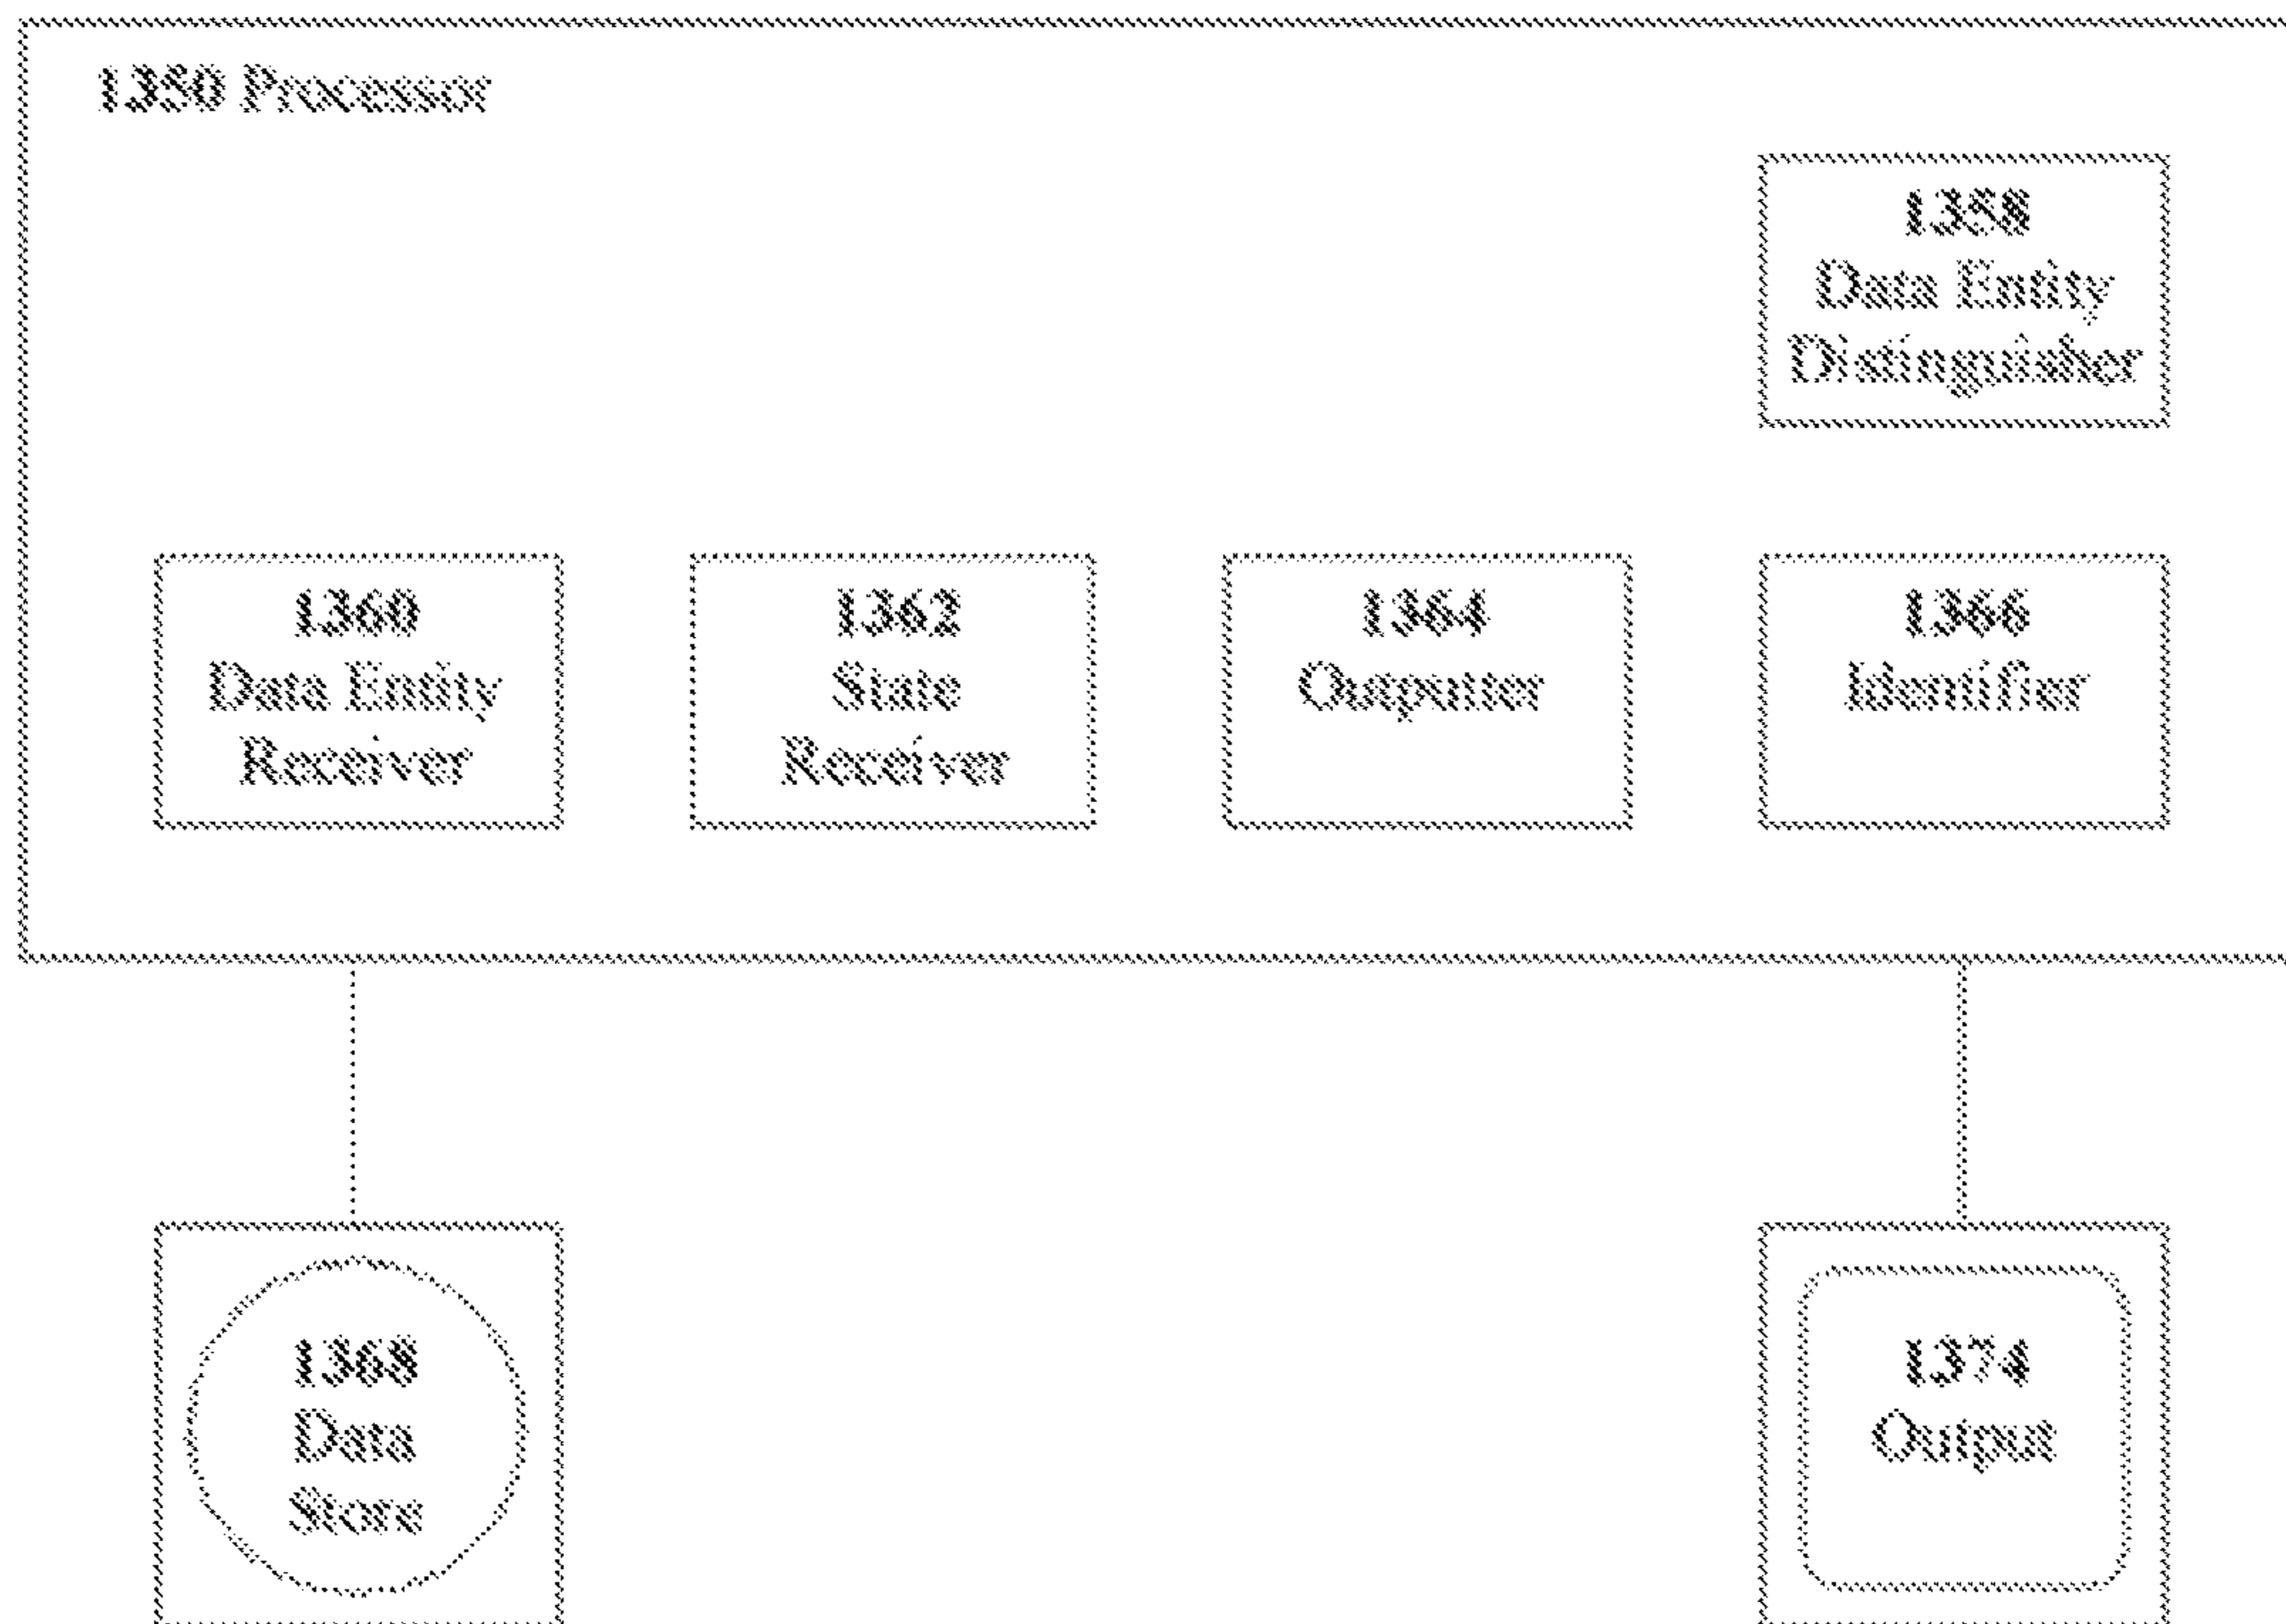 1350 Processor
1358
Data Entity
Distinguisher
1360
Data Entity
Receiver
1362
State
Receiver
1364
Outputter
1366
Identifier
1368
Data
Store
1374
Output